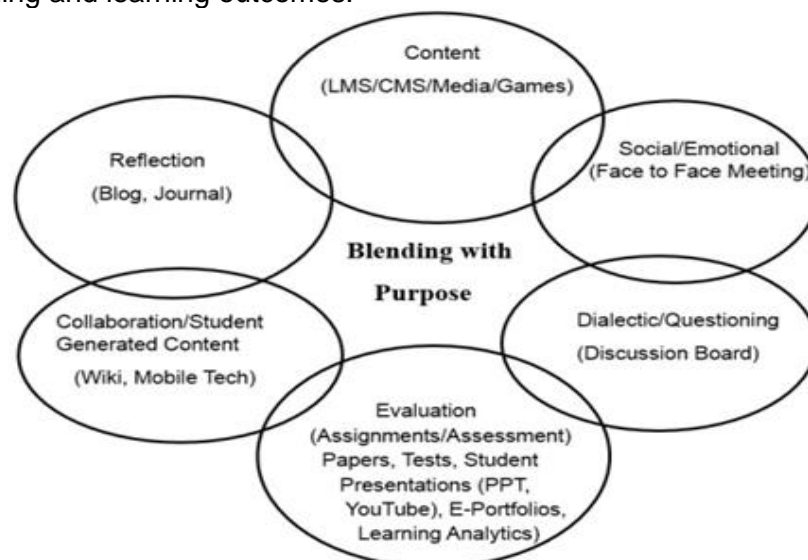 ning and learning outcomes.
Content
(LMS/CMS/Media/Games)
Social/Emotional
(Face to Face Meeting)
Reflection
(Blog, Journal)
Blending with
Purpose
Collaboration/Student
Generated Content
(Wiki, Mobile Tech)
Dialectic/Questioning
(Discussion Board)
Evaluation
(Assignments/Assessment)
Papers, Tests, Student
Presentations (PPT,
YouTube), E-Portfolios,
Learning Analytics)